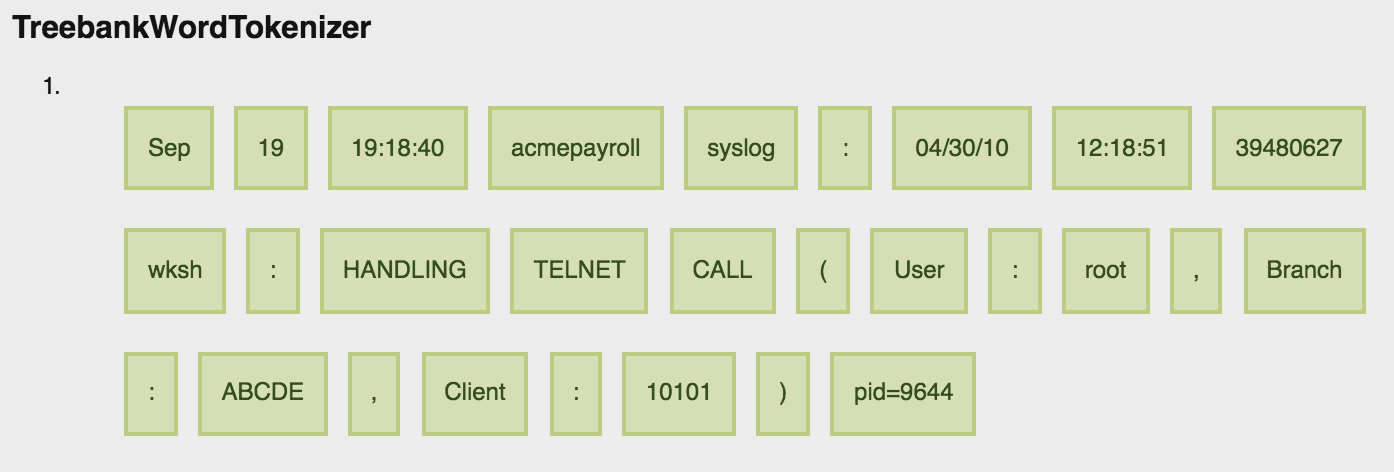 TreebankWordTokenizer
1.
Sep 19 19:18:40 acmepayroll syslog : 04/30/10 12:18:51 39480627
wksh : HANDLING TELNET CALL ( User : root , Branch
: ABCDE , Client : 10101 ) pid=9644